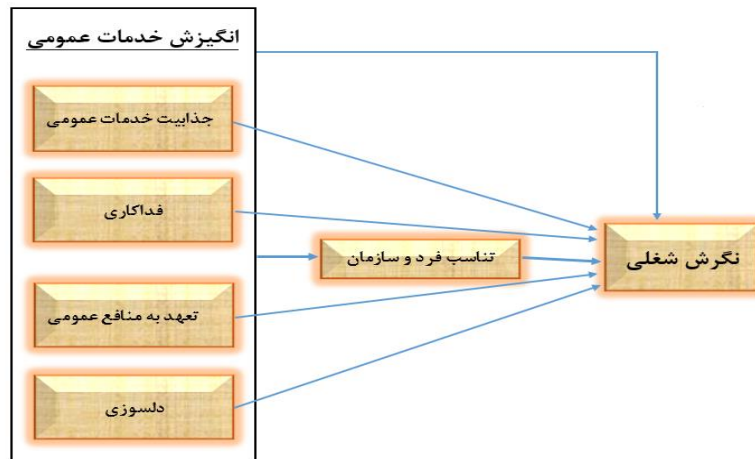 انگیزش خدمات عمومی
جذابیت خدمات عمومی
فداکاری
تناسب فرد و سازمان
نگرش شغلی
تعهد به منافع عمومی
دلسوزی